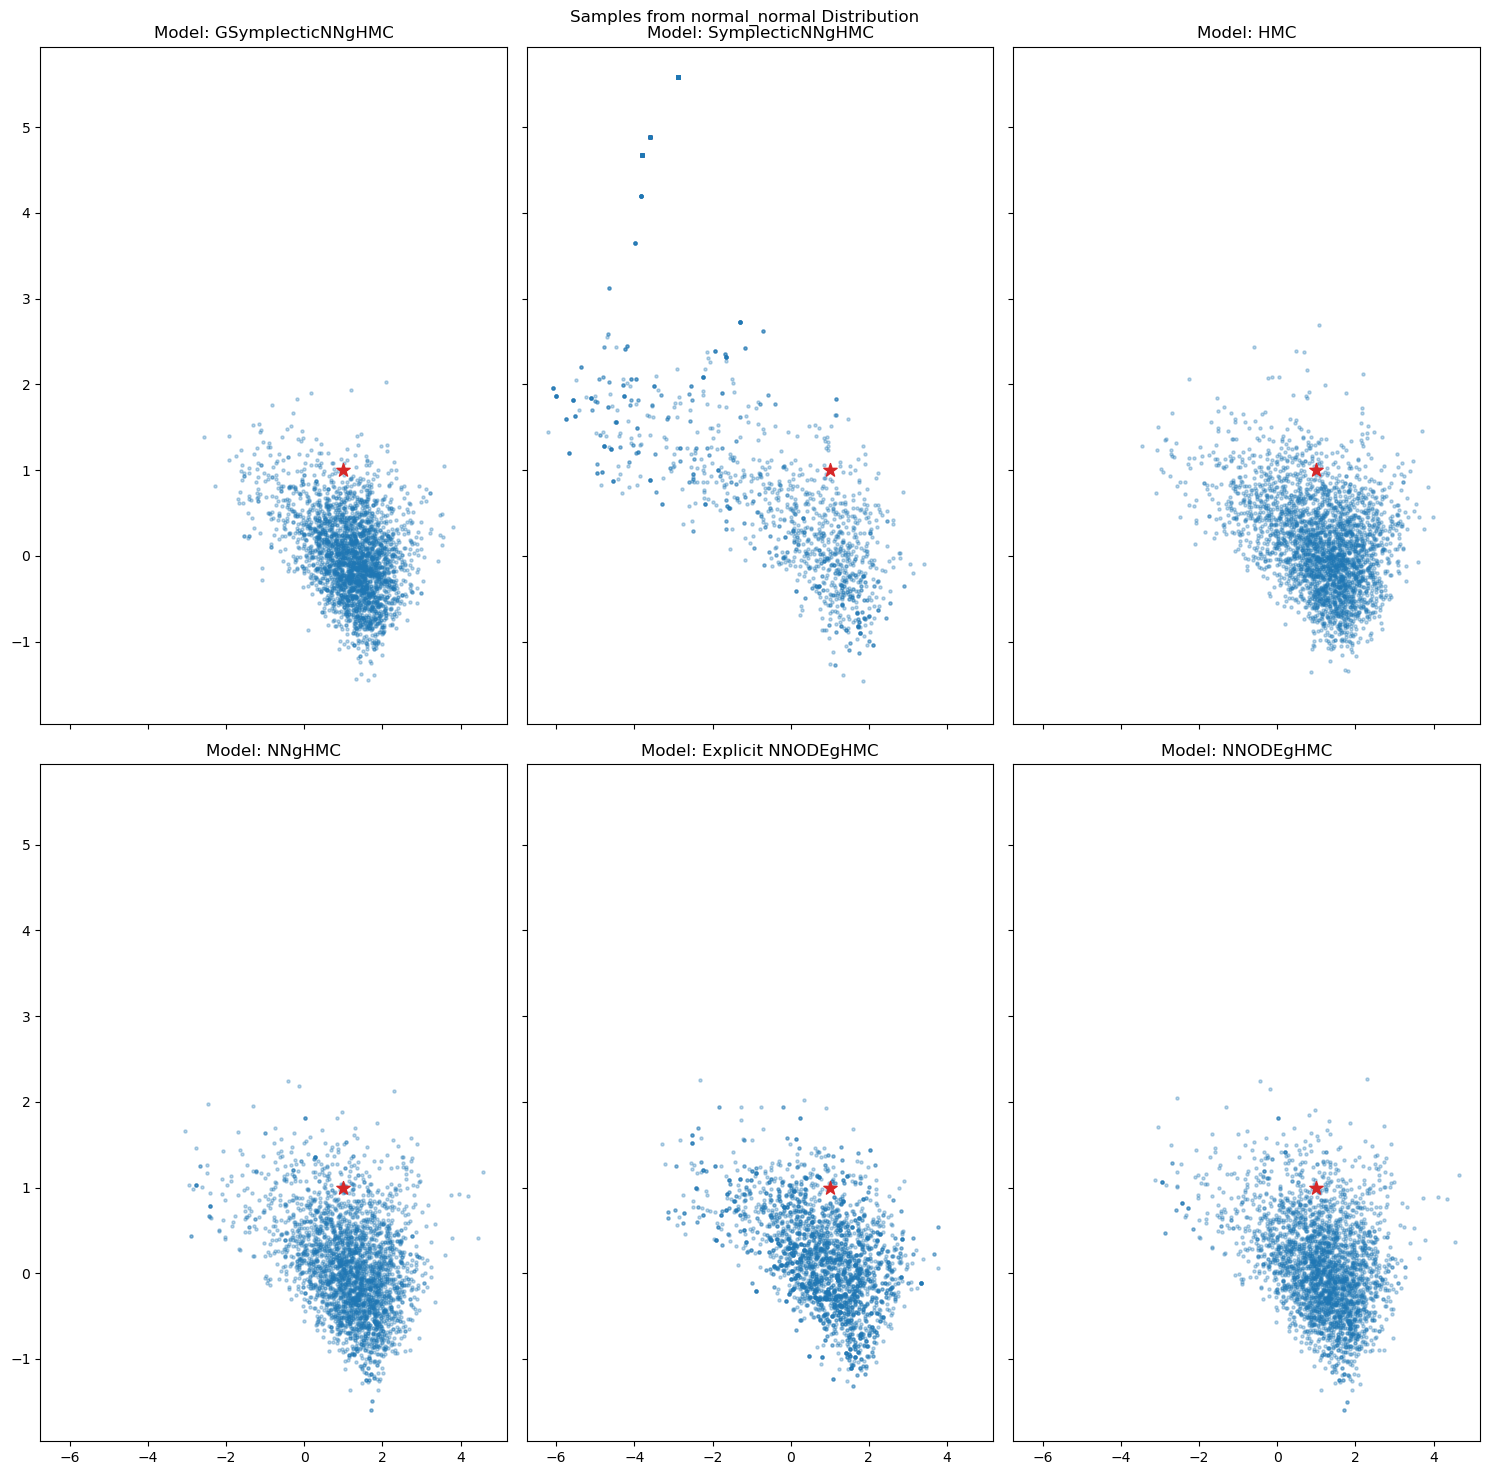 Samples from normal_normal Distribution
Model: GSymplecticNNgHMC
Model: SymplecticNNgHMC
Model: HMC
5
4
3
2
1
0
−1
Model: NNgHMC
Model: Explicit NNODEgHMC
Model: NNODEgHMC
5
4
3
2
1
0
−1
−6 −4 −2 0 2 4
−6 −4 −2 0 2 4
−6 −4 −2 0 2 4